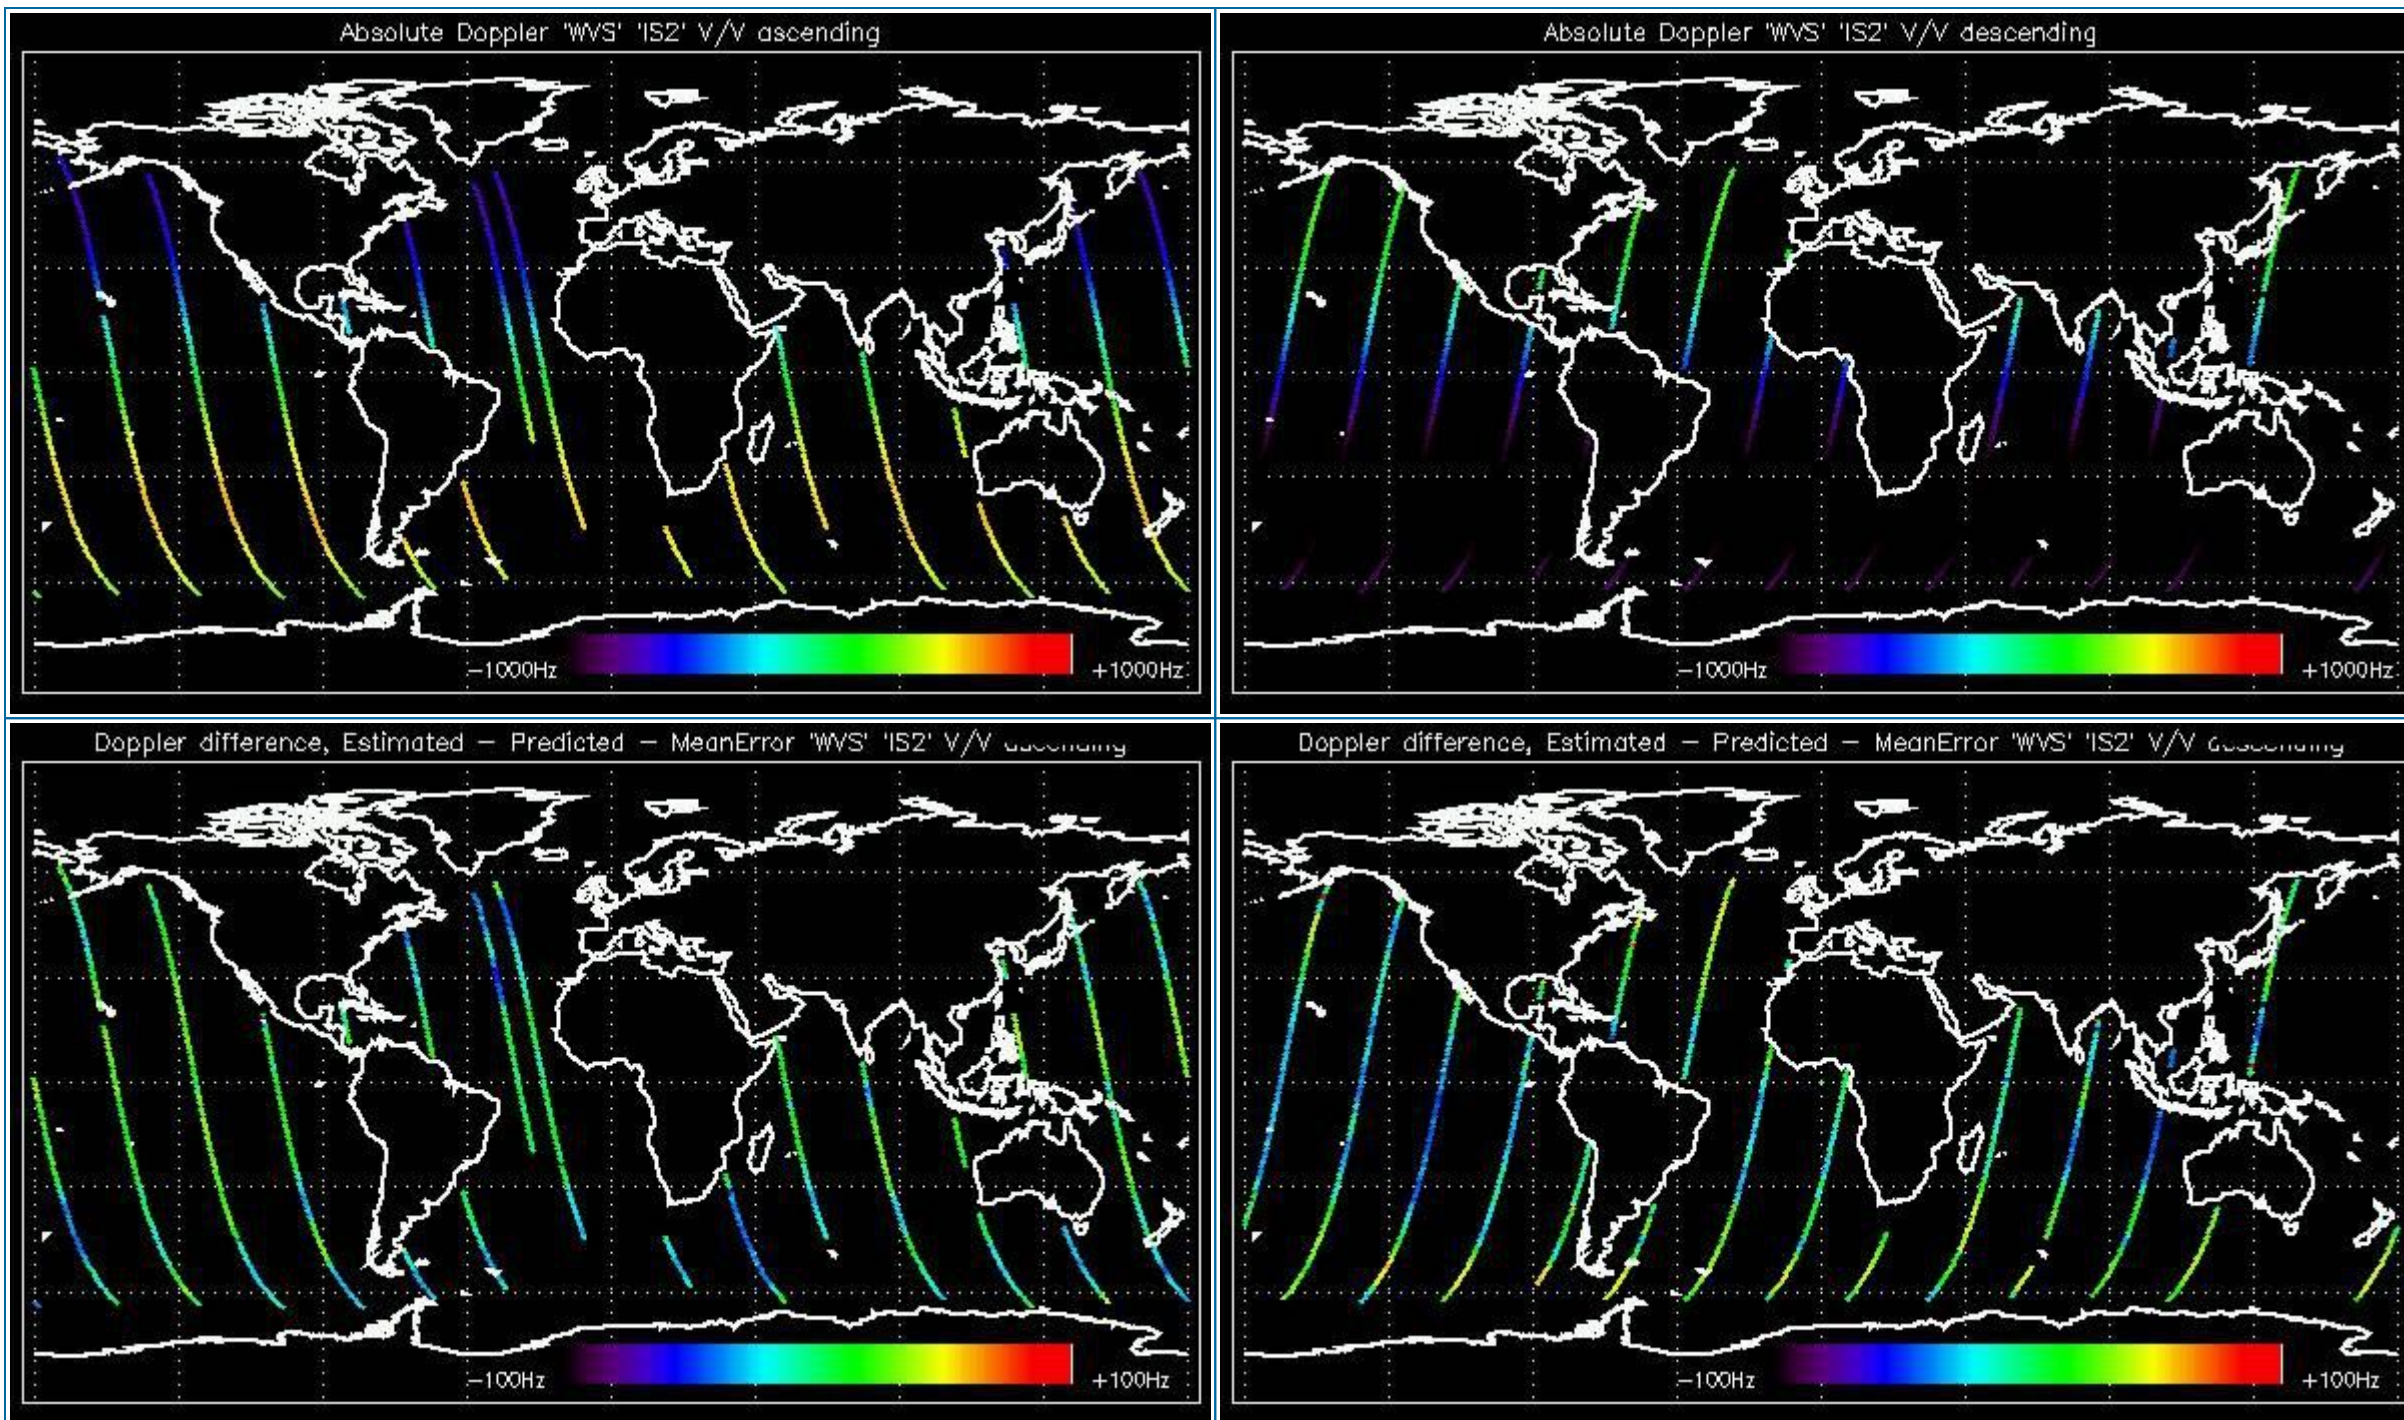 Absolute Doppler 'WVS' 'IS2' V/V ascending
-1000Hz
+1000Hz
Absolute Doppler 'WVS' 'IS2' V/V descending
-1000Hz
+1000Hz
Doppler difference, Estimated - Predicted - MeanError 'WVS' 'IS2' V/V
-100Hz
+100Hz
Doppler difference, Estimated - Predicted - MeanError 'WVS' 'IS2' V/V
-100Hz
+100Hz